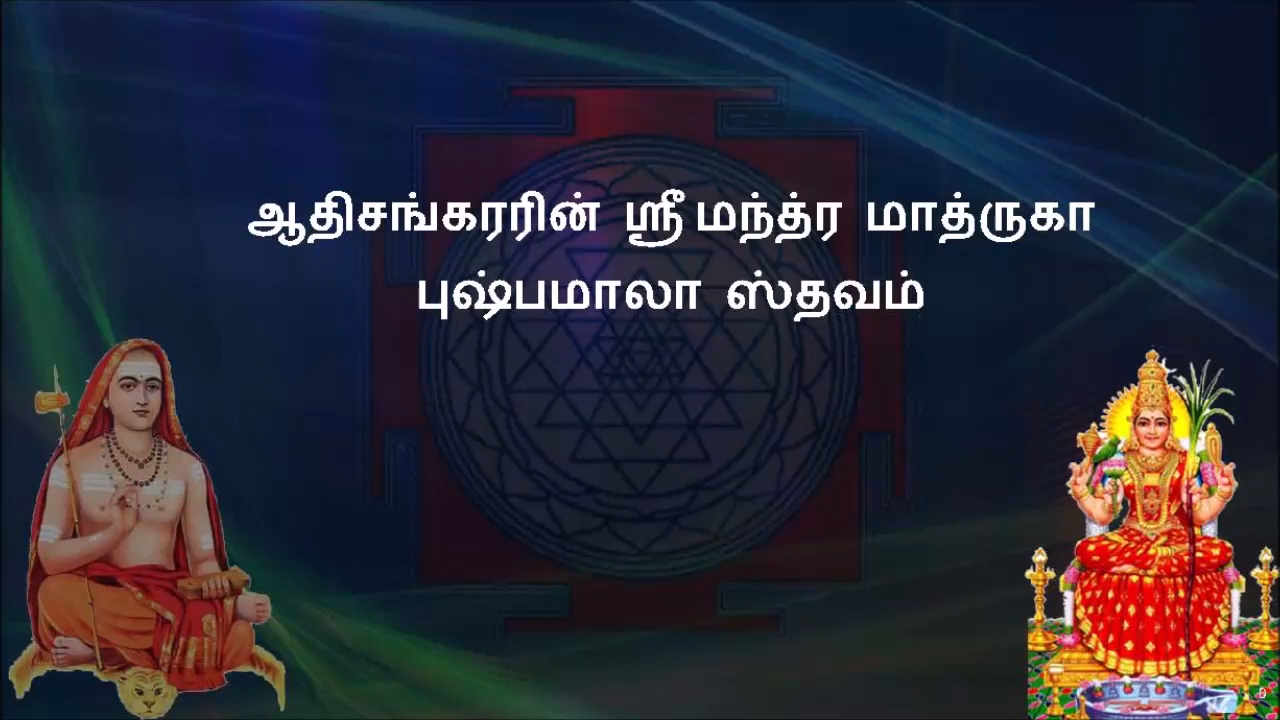 ஆதிசங்கரரின் ஸ்ரீ மந்த்ர மாத்ருகா
புஷ்பமாலா ஸ்தவம்